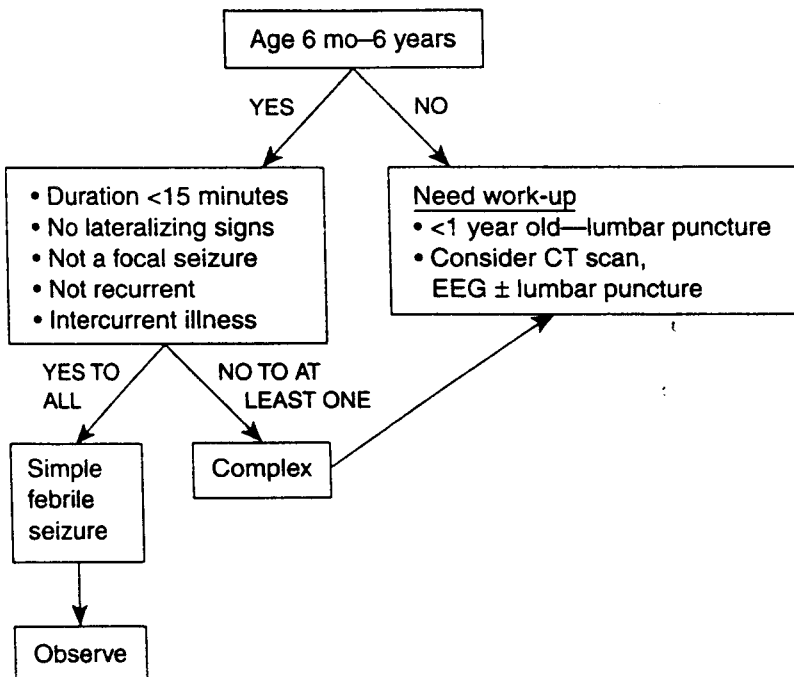 Age 6 mo–6 years
YES
NO
• Duration <15 minutes
• No lateralizing signs
• Not a focal seizure
• Not recurrent
• Intercurrent illness
Need work-up
• <1 year old—lumbar puncture
• Consider CT scan,
EEG ± lumbar puncture
YES TO
ALL
NO TO AT
LEAST ONE
Simple
febrile
seizure
Complex
Observe